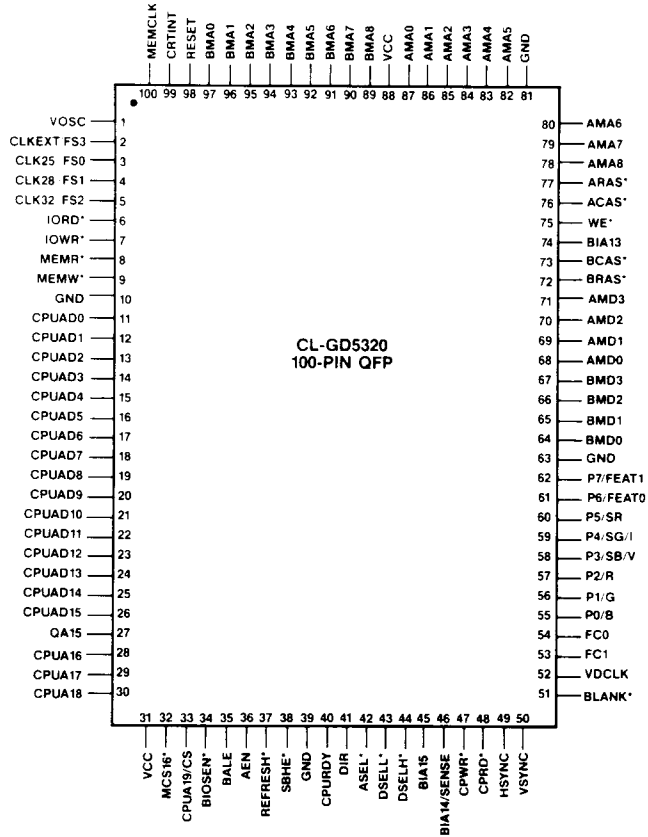 MEMCLK
CRTINT
RESET
BMA0
BMA1
BMA2
BMA3
BMA4
BMA5
BMA6
BMA7
BMA8
VCC
AMA0
AMA1
AMA2
AMA3
AMA4
AMA5
GND
100 99 98 97 96 95 94 93 92 91 90 89 88 87 86 85 84 83 82 81
VOSC 1
CLKEXT FS3 2
CLK25 FS0 3
CLK28 FS1 4
CLK32 FS2 5
IORD* 6
IOWR* 7
MEMR* 8
MEMW* 9
GND 10
CPUAD0 11
CPUAD1 12
CPUAD2 13
CPUAD3 14
CPUAD4 15
CPUAD5 16
CPUAD6 17
CPUAD7 18
CPUAD8 19
CPUAD9 20
CPUAD10 21
CPUAD11 22
CPUAD12 23
CPUAD13 24
CPUAD14 25
CPUAD15 26
QA15 27
CPUA16 28
CPUA17 29
CPUA18 30
CL-GD5320
100-PIN QFP
80 AMA6
79 AMA7
78 AMA8
77 ARAS*
76 ACAS*
75 WE*
74 BIA13
73 BCAS*
72 BRAS*
71 AMD3
70 AMD2
69 AMD1
68 AMD0
67 BMD3
66 BMD2
65 BMD1
64 BMD0
63 GND
62 P7/FEAT1
61 P6/FEAT0
60 P5/SR
59 P4/SG/I
58 P3/SB/V
57 P2/R
56 P1/G
55 P0/B
54 FC0
53 FC1
52 VDCLK
51 BLANK*
31 32 33 34 35 36 37 38 39 40 41 42 43 44 45 46 47 48 49 50
VCC
MCS16*
CPUA19/CS
BIOSEN*
BALE
AEN
REFRESH*
SBHE*
GND
CPURDY
DIR
ASEL*
DSELL*
DSELH*
BIA15
BIA14/SENSE
CPWR*
CPRD*
HSYNC
VSYNC